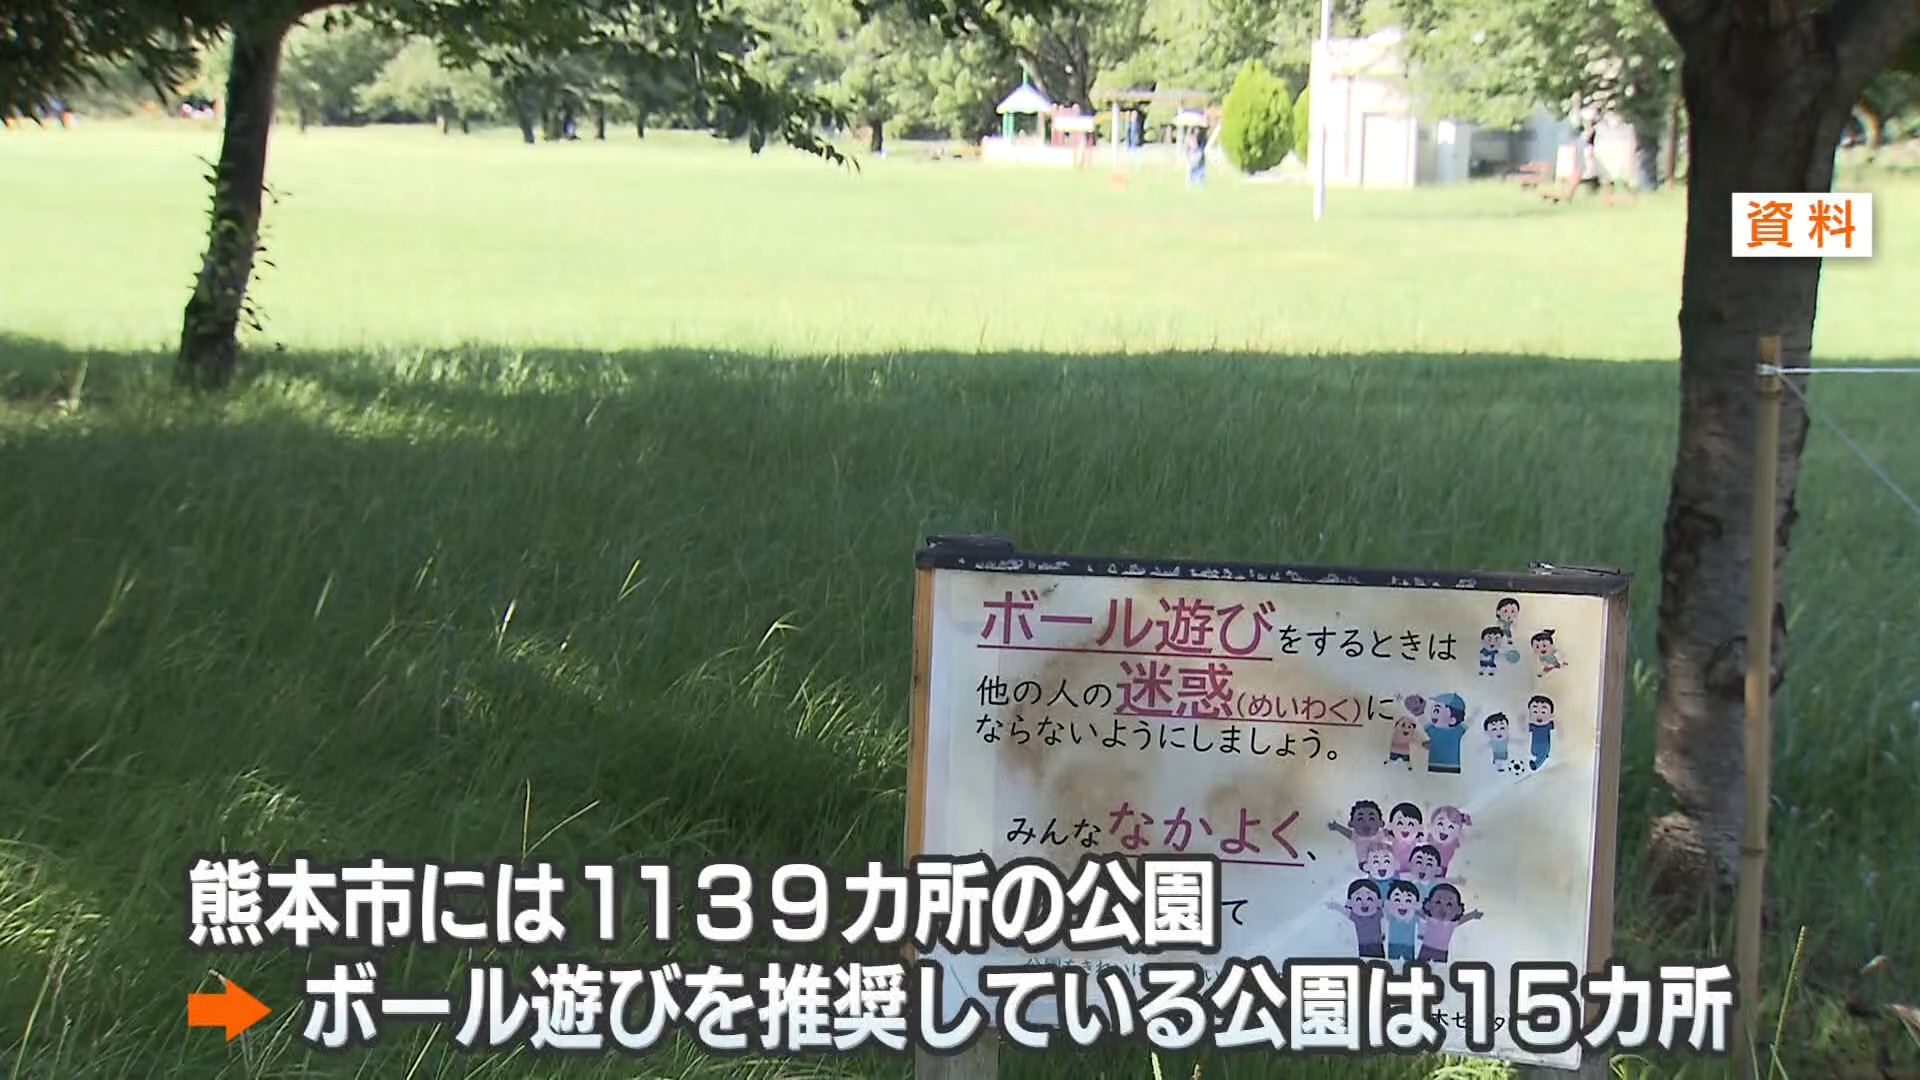 資料
ボール遊びをするときは
他の人の迷惑(めいわく)に
ならないようにしましょう。
みんななかよく、
て
熊本市には1139カ所の公園
ボール遊びを推奨している公園は15カ所